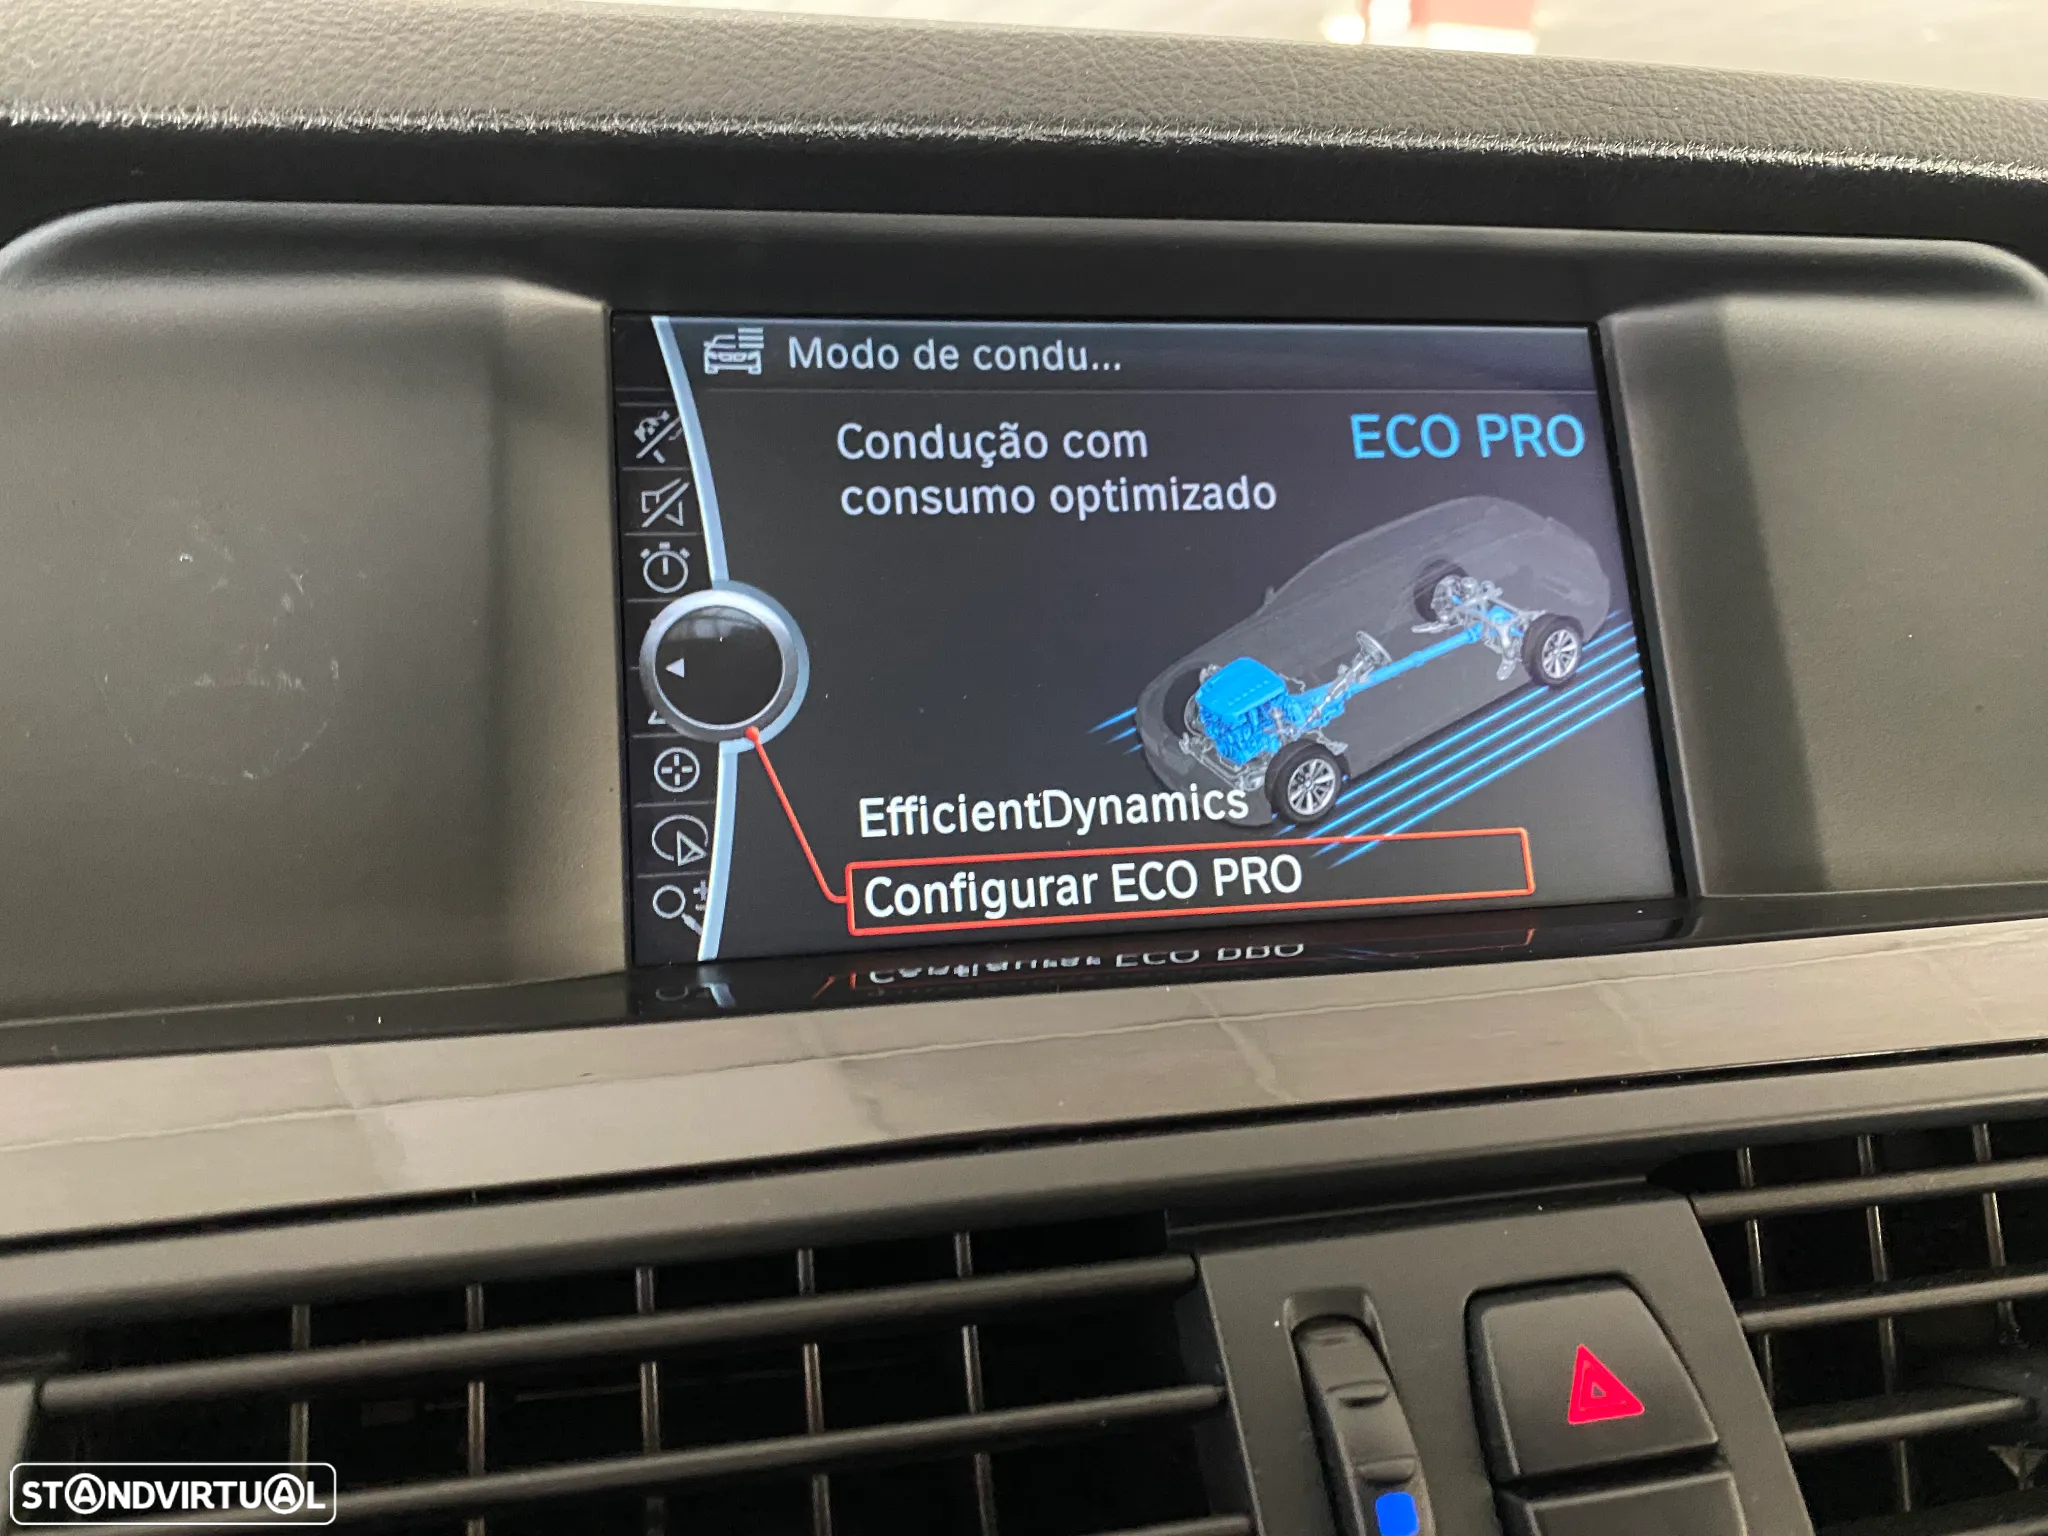 Modo de condu...
Condução com
consumo optimizado
ECO PRO
EfficientDynamics
Configurar ECO PRO
STANDVIRTUAL